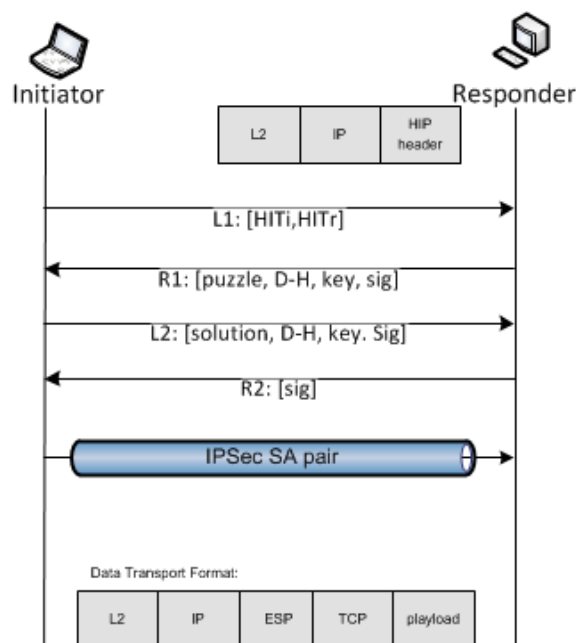 Initiator
Responder
L2
IP
HIP header
L1: [HITi,HITr]
R1: [puzzle, D-H, key, sig]
L2: [solution, D-H, key. Sig]
R2: [sig]
IPSec SA pair
Data Transport Format:
L2
IP
ESP
TCP
playload